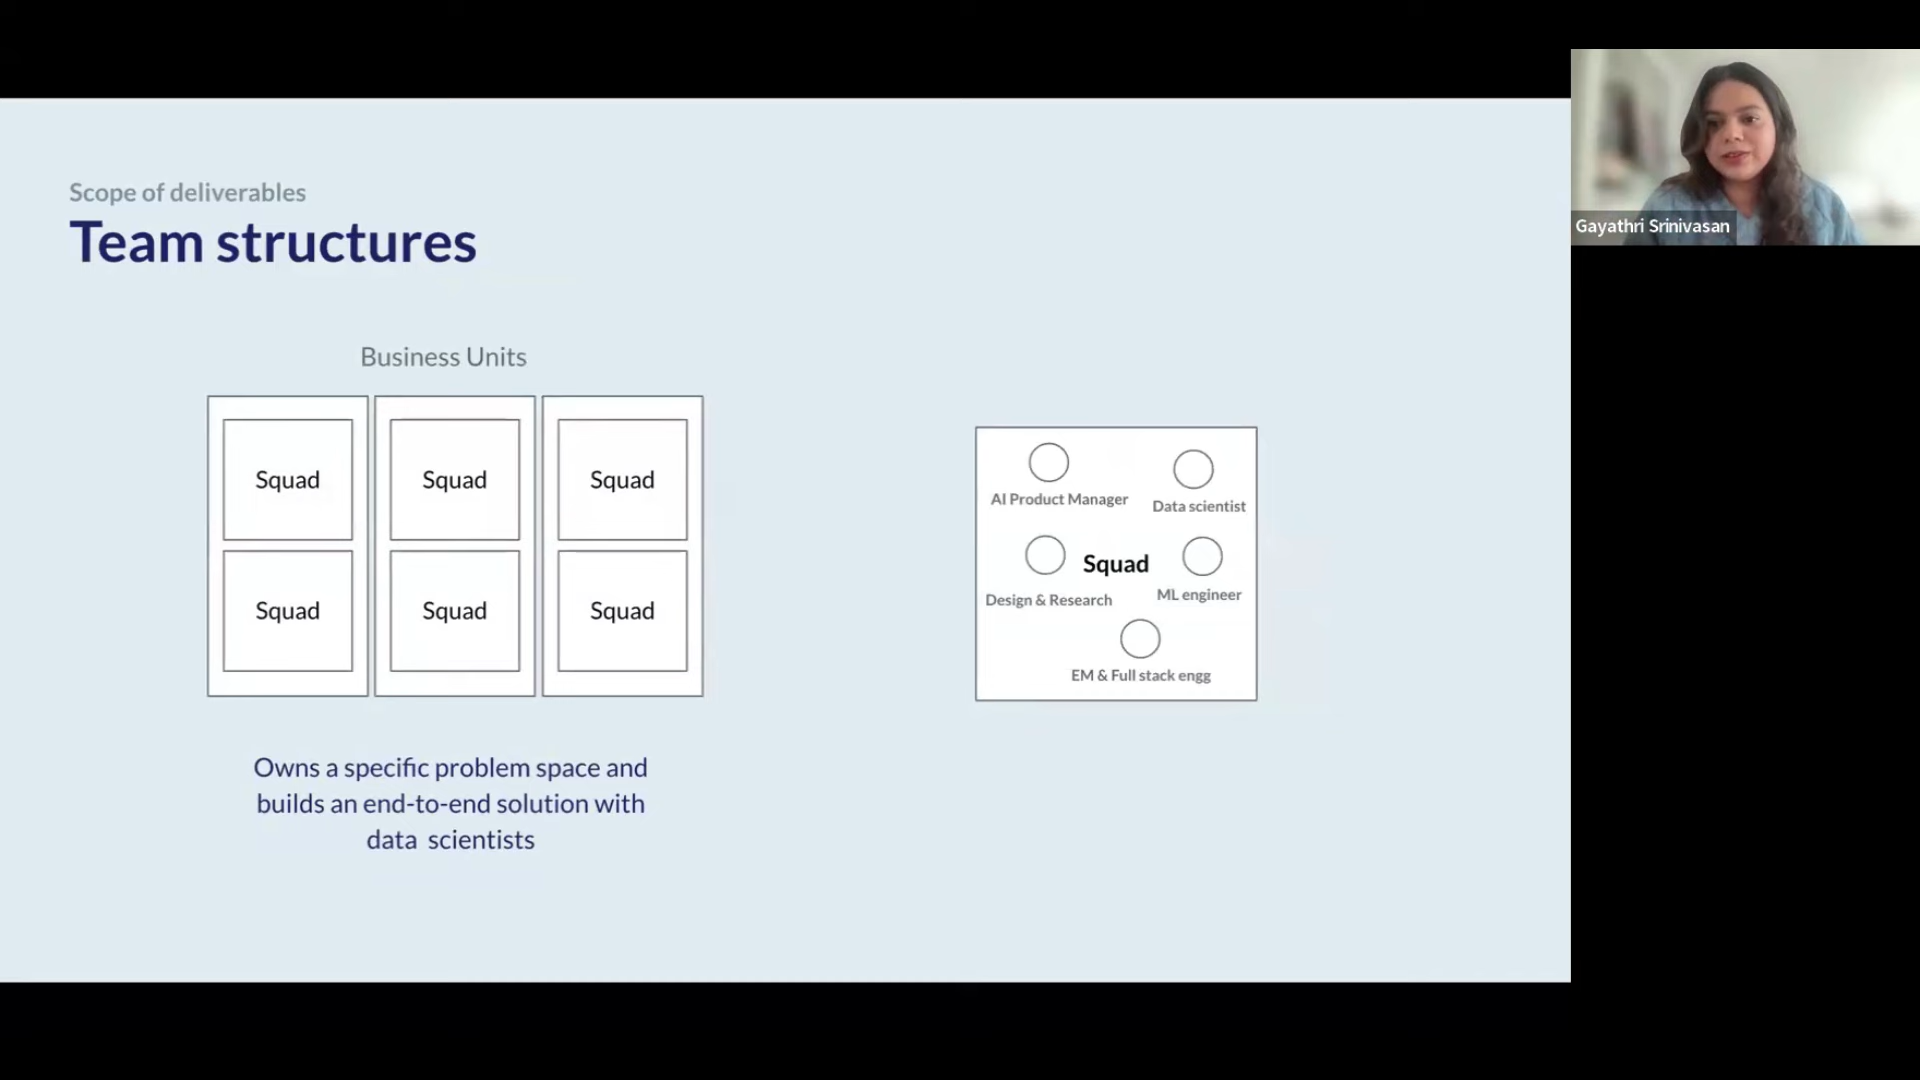 Scope of deliverables
Team structures
Business Units
Squad
Squad
Squad
Squad
Squad
Squad
Owns a specific problem space and
builds an end-to-end solution with
data scientists
AI Product Manager
Data scientist
Squad
Design & Research
ML engineer
EM & Full stack engg
Gayathri Srinivasan